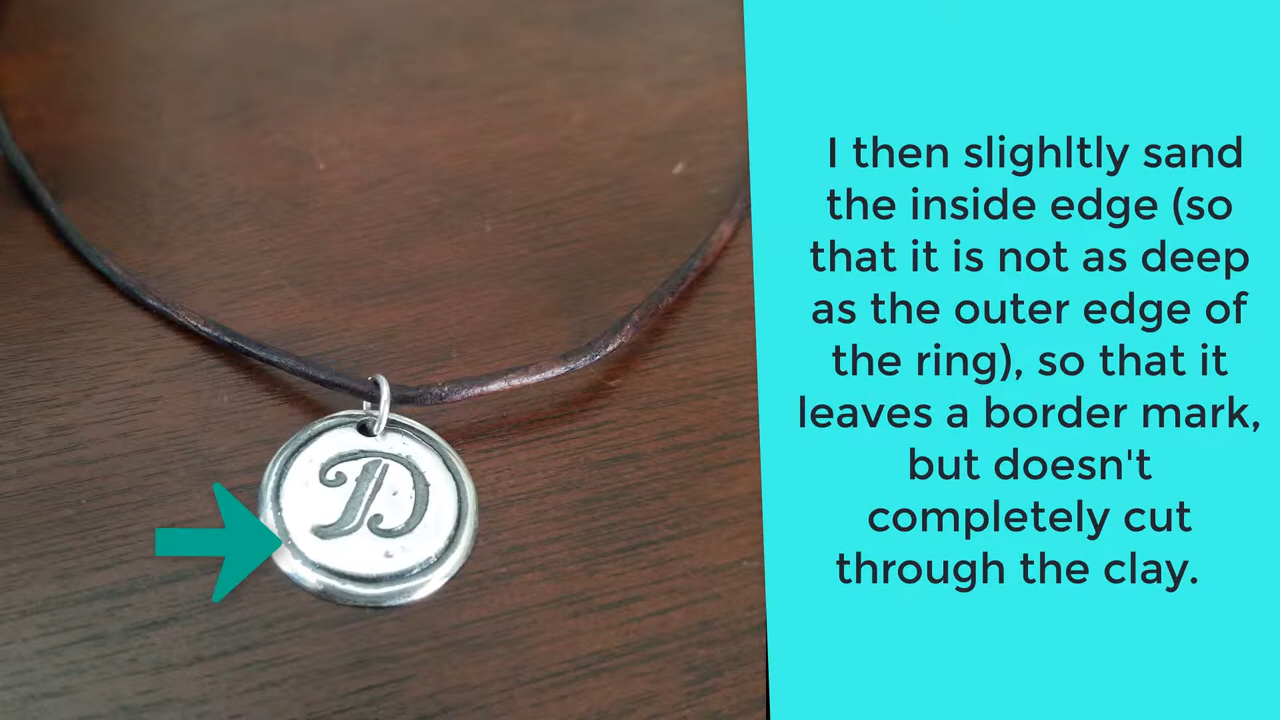 D
I then slighltly sand
the inside edge (so
that it is not as deep
as the outer edge of
the ring), so that it
leaves a border mark,
but doesn't
completely cut
through the clay.